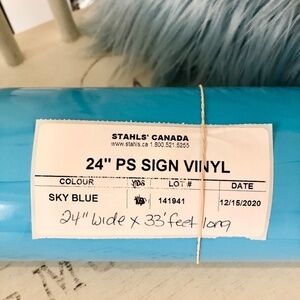 STAHLS' CANADA
www.stahls.ca 1.800.521.5255
24" PS SIGN VINYL
COLOUR YDS LOT # DATE
SKY BLUE 141941 12/15/2020
24" wide x 33' feet long